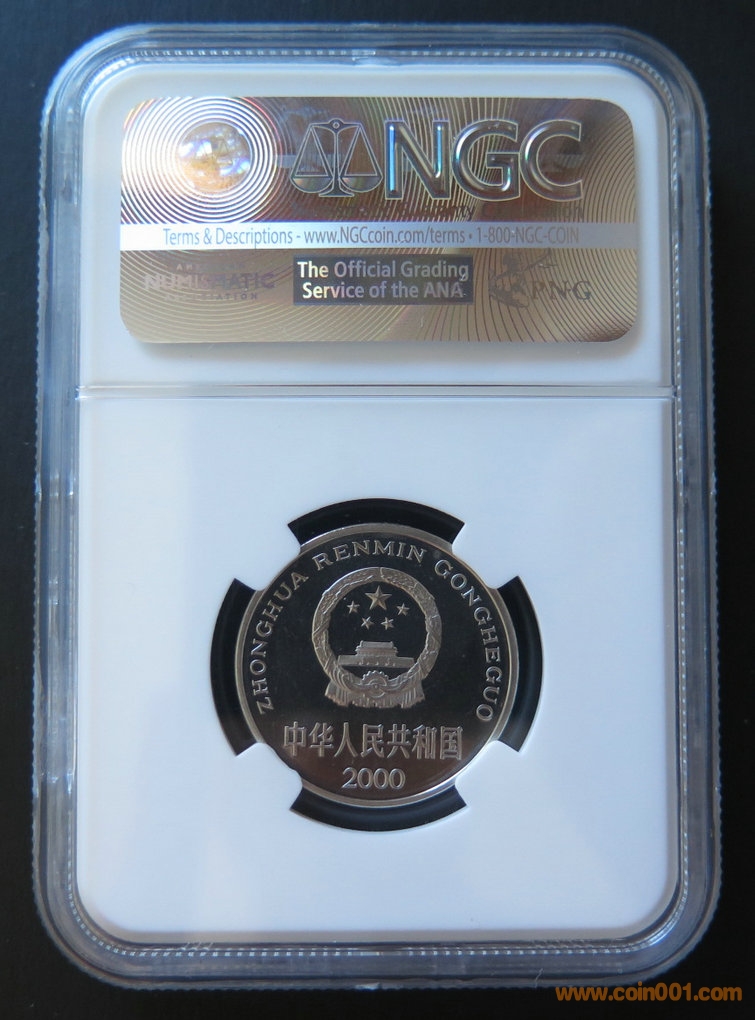 NGC
Terms & Descriptions - www.NGCcoin.com/terms • 1-800-NGC-COIN
NUMISMATIC
The Official Grading
Service of the ANA
PNG
ZHONGHUA RENMIN GONGHEGUO
中华人民共和国
2000
www.coin001.com